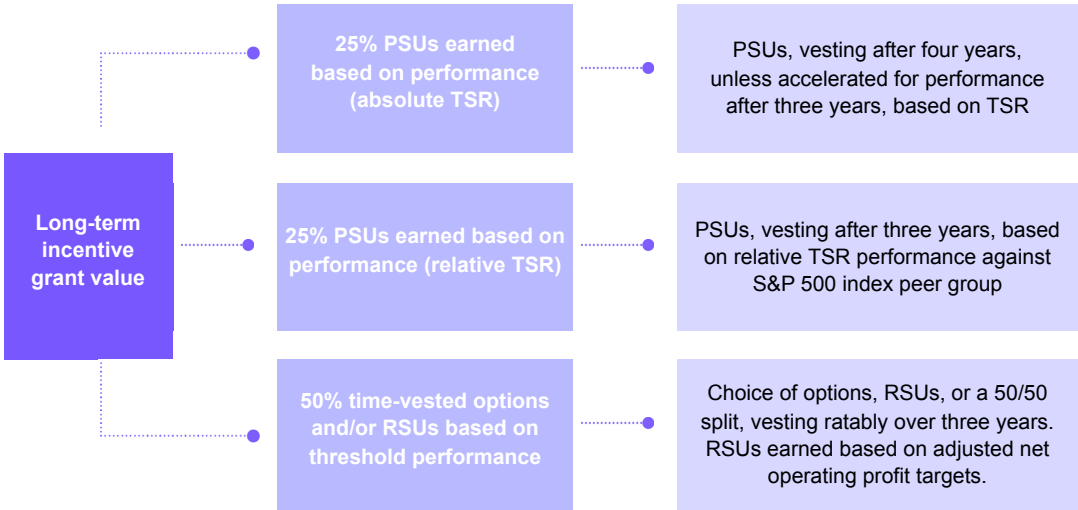 25% PSUs earned
based on performance
(absolute TSR)
PSUs, vesting after four years,
unless accelerated for performance
after three years, based on TSR
Long-term
incentive
grant value
25% PSUs earned based on
performance (relative TSR)
PSUs, vesting after three years, based
on relative TSR performance against
S&P 500 index peer group
50% time-vested options
and/or RSUs based on
threshold performance
Choice of options, RSUs, or a 50/50
split, vesting ratably over three years.
RSUs earned based on adjusted net
operating profit targets.